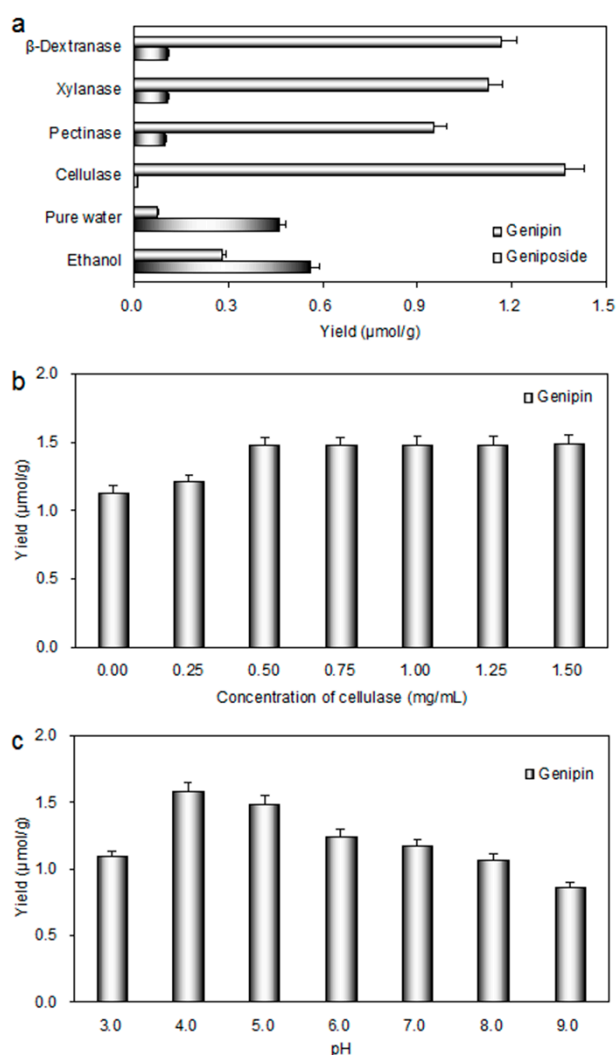 a
β-Dextranase
Xylanase
Pectinase
Cellulase
Pure water
Ethanol
Genipin
Geniposide
0.0 0.3 0.6 0.9 1.2 1.5
Yield (μmol/g)
b
2.0
1.5
1.0
0.5
0.0
Yield (μmol/g)
Genipin
0.00 0.25 0.50 0.75 1.00 1.25 1.50
Concentration of cellulase (mg/mL)
c
2.0
1.5
1.0
0.5
0.0
Yield (μmol/g)
Genipin
3.0 4.0 5.0 6.0 7.0 8.0 9.0
pH